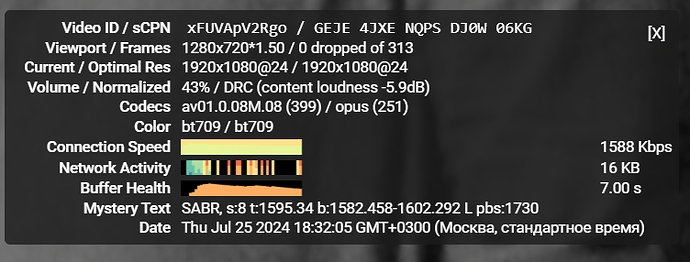 Video ID / sCPN xFUVApV2Rgo / GEJE 4JXE NQPS DJ0W 06KG [X]
Viewport / Frames 1280x720*1.50 / 0 dropped of 313
Current / Optimal Res 1920x1080@24 / 1920x1080@24
Volume / Normalized 43% / DRC (content loudness -5.9dB)
Codecs av01.0.08M.08 (399) / opus (251)
Color bt709 / bt709
Connection Speed 1588 Kbps
Network Activity 16 KB
Buffer Health 7.00 s
Mystery Text SABR, s:8 t:1595.34 b:1582.458-1602.292 L pbs:1730
Date Thu Jul 25 2024 18:32:05 GMT+0300 (Москва, стандартное время)